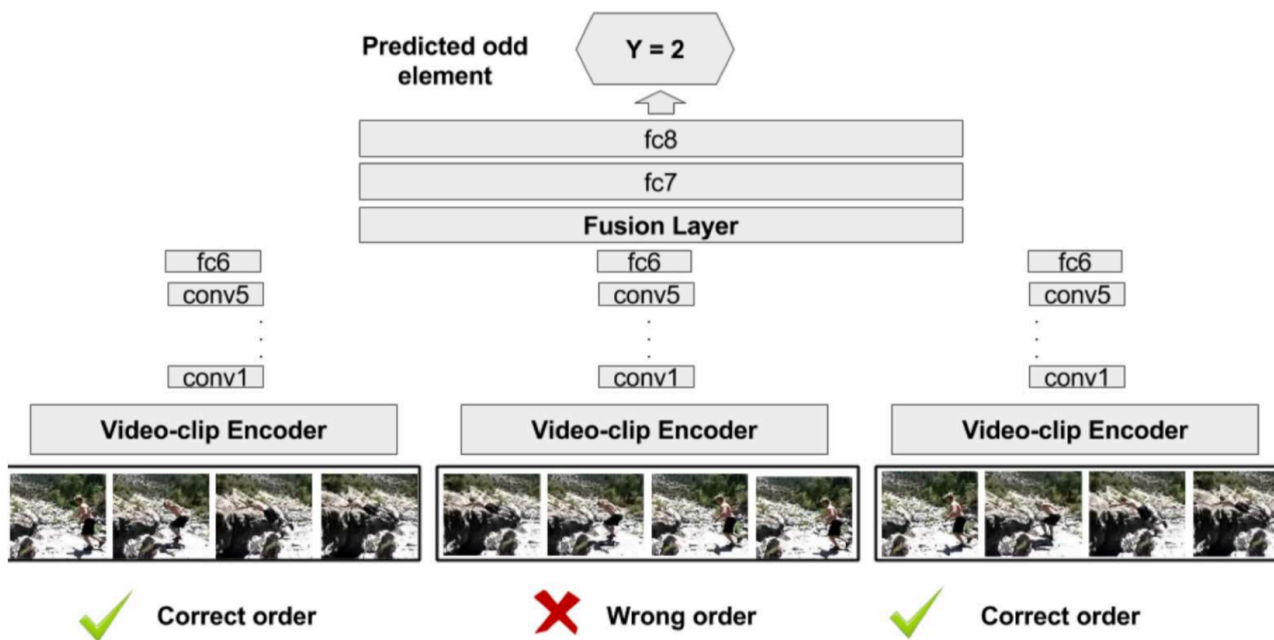 Predicted odd
element
Y = 2
fc8
fc7
Fusion Layer
fc6 fc6 fc6
conv5 conv5 conv5
conv1 conv1 conv1
Video-clip Encoder Video-clip Encoder Video-clip Encoder
Correct order Wrong order Correct order